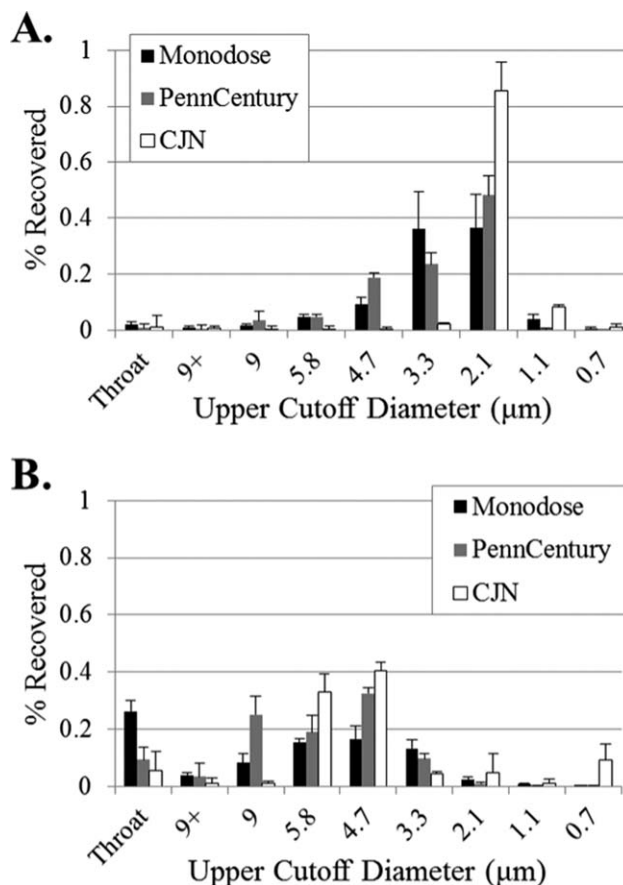 A.
Monodose
PennCentury
CJN
% Recovered
1
0.8
0.6
0.4
0.2
0
Throat
9+
9
5.8
4.7
3.3
2.1
1.1
0.7
Upper Cutoff Diameter (μm)
B.
Monodose
PennCentury
CJN
% Recovered
1
0.8
0.6
0.4
0.2
0
Throat
9+
9
5.8
4.7
3.3
2.1
1.1
0.7
Upper Cutoff Diameter (μm)